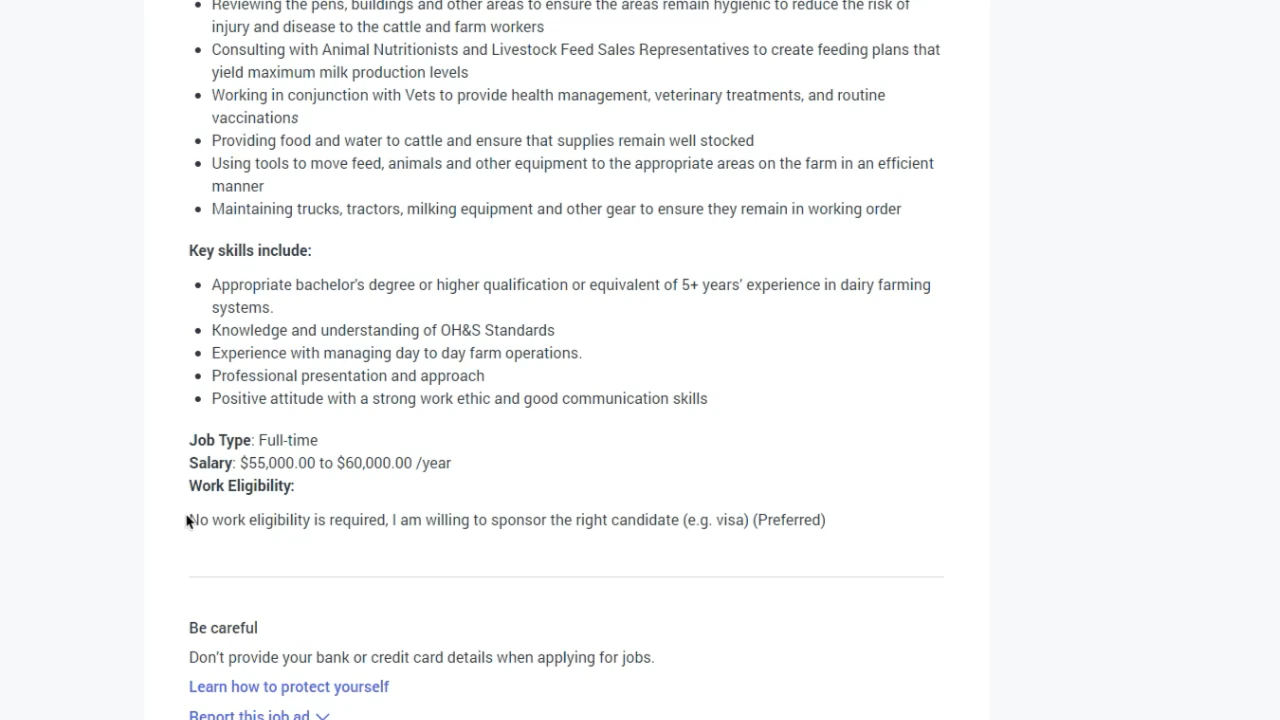 Reviewing the pens, buildings and other areas to ensure the areas remain hygienic to reduce the risk of
injury and disease to the cattle and farm workers
Consulting with Animal Nutritionists and Livestock Feed Sales Representatives to create feeding plans that
yield maximum milk production levels
Working in conjunction with Vets to provide health management, veterinary treatments, and routine
vaccinations
Providing food and water to cattle and ensure that supplies remain well stocked
Using tools to move feed, animals and other equipment to the appropriate areas on the farm in an efficient
manner
Maintaining trucks, tractors, milking equipment and other gear to ensure they remain in working order
Key skills include:
Appropriate bachelor's degree or higher qualification or equivalent of 5+ years' experience in dairy farming
systems.
Knowledge and understanding of OH&S Standards
Experience with managing day to day farm operations.
Professional presentation and approach
Positive attitude with a strong work ethic and good communication skills
Job Type: Full-time
Salary: $55,000.00 to $60,000.00 /year
Work Eligibility:
No work eligibility is required, I am willing to sponsor the right candidate (e.g. visa) (Preferred)
Be careful
Don't provide your bank or credit card details when applying for jobs.
Learn how to protect yourself
Report this job ad